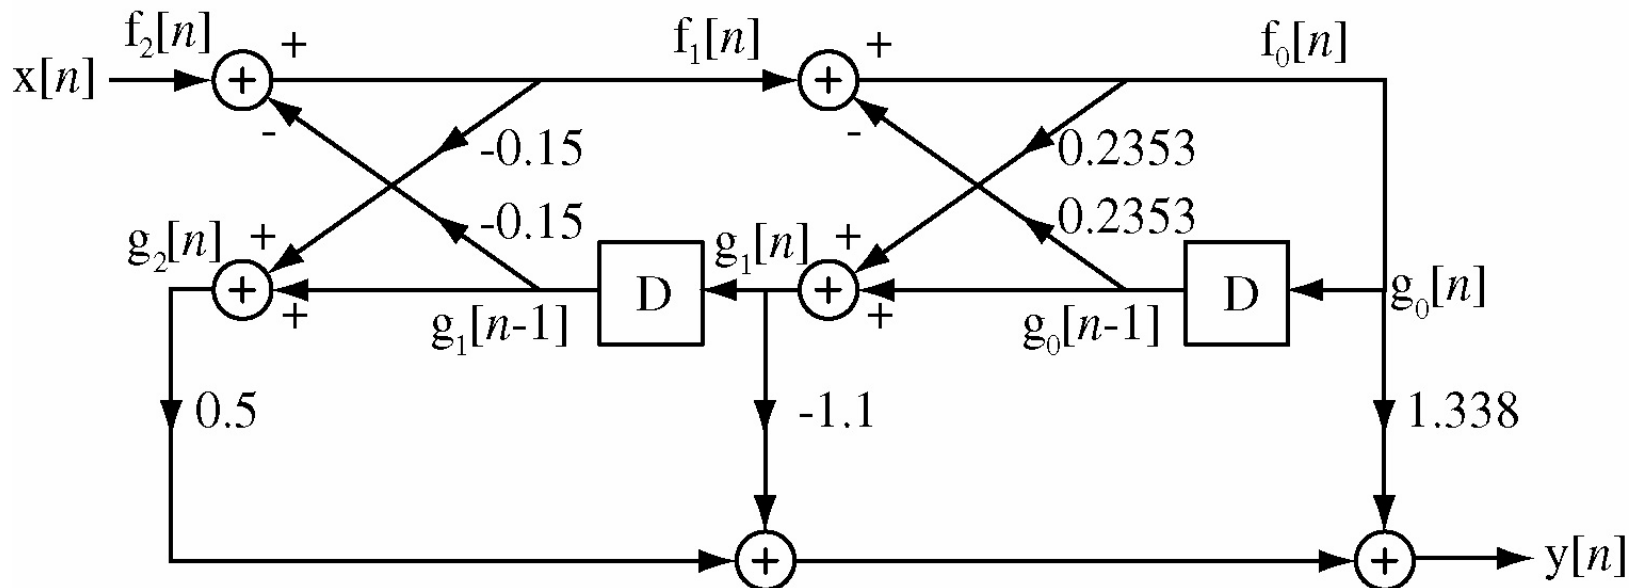 f₂[n] + f₁[n] + f₀[n]
x[n] + +
- -
-0.15 0.2353
-0.15 0.2353
g₂[n] + g₁[n] +
+ D + D g₀[n]
+ g₁[n-1] + g₀[n-1]
0.5 -1.1 1.338
+ + y[n]